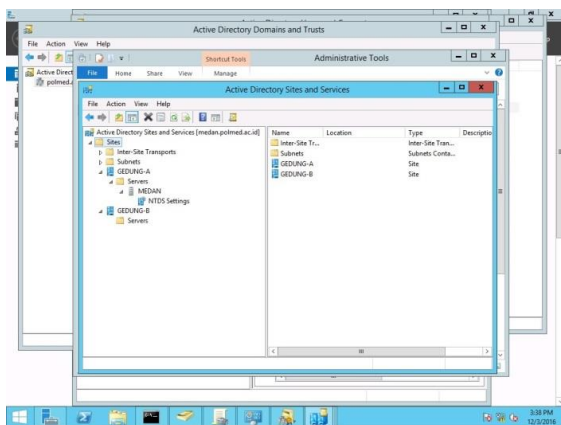 Active Directory Domains and Trusts
File Action View Help
Active Direct
polmed.a
Shortcut Tools
Administrative Tools
File Home Share View Manage
Active Directory Sites and Services
File Action View Help
Active Directory Sites and Services [medan.polmed.ac.id]
Sites
Inter-Site Transports
Subnets
GEDUNG-A
Servers
MEDAN
NTDS Settings
GEDUNG-B
Servers
Name Location Type Descriptio
Inter-Site Tr... Inter-Site Tran...
Subnets Subnets Conta...
GEDUNG-A Site
GEDUNG-B Site
3:38 PM
12/3/2016